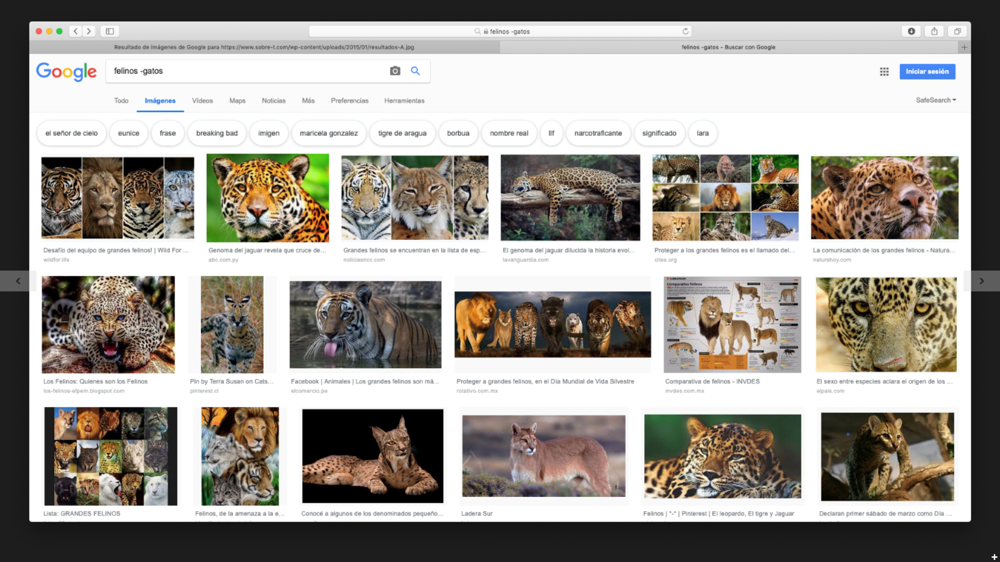 felinos -gatos
Resultado de imágenes de Google para https://www.sobre-t.com/wp-content/uploads/2015/01/resultados-A.jpg
felinos -gatos - Buscar con Google
Google
felinos -gatos
Iniciar sesión
Todo Imágenes Vídeos Maps Noticias Más Preferencias Herramientas
SafeSearch
el señor de cielo eunice frase breaking bad imigen maricela gonzalez tigre de aragua borbua nombre real lif narcotraficante significado lara
Desafío del equipo de grandes felinos! | Wild For ...
wildfor.life
Genoma del jaguar revela que cruce de...
abc.com.py
Grandes felinos se encuentran en la lista de esp...
noticiasncc.com
El genoma del jaguar dilucida la historia evol...
lavanguardia.com
Proteger a los grandes felinos es el llamado del...
cites.org
La comunicación de los grandes felinos - Natura...
naturahoy.com
Comparativa Felinos
Los Felinos: Quienes son los Felinos
los-felinos-efpem.blogspot.com
Pin by Terra Susan on Cats...
pinterest.cl
Facebook | Animales | Los grandes felinos son má...
elcomercio.pe
Proteger a grandes felinos, en el Día Mundial de Vida Silvestre
rotativo.com.mx
Comparativa de felinos - INVDES
invdes.com.mx
El sexo entre especies aclara el origen de los ...
elpais.com
Lista: GRANDES FELINOS
Felinos, de la amenaza a la e...
Conocé a algunos de los denominados pequeño...
Ladera Sur
Felinos | *-* | Pinterest | El leopardo, El tigre y Jaguar
Declaran primer sábado de marzo como Día ...